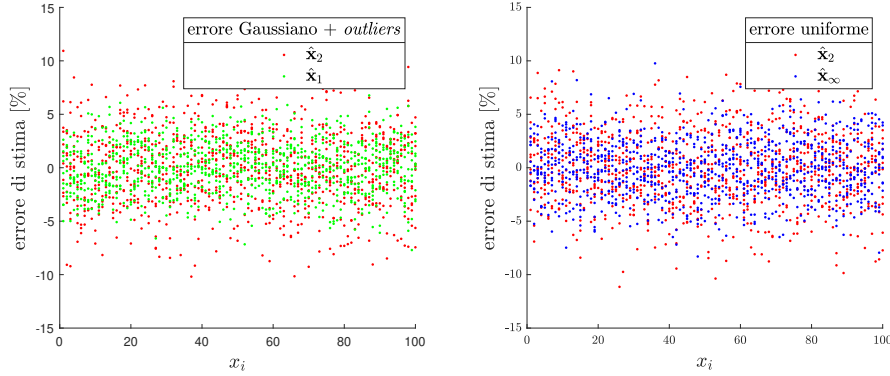 errore Gaussiano + outliers
x̂₂
x̂₁
15
10
5
0
-5
-10
-15
errore di stima [%]
0 20 40 60 80 100
xᵢ
errore uniforme
x̂₂
x̂∞
15
10
5
0
-5
-10
-15
errore di stima [%]
0 20 40 60 80 100
xᵢ